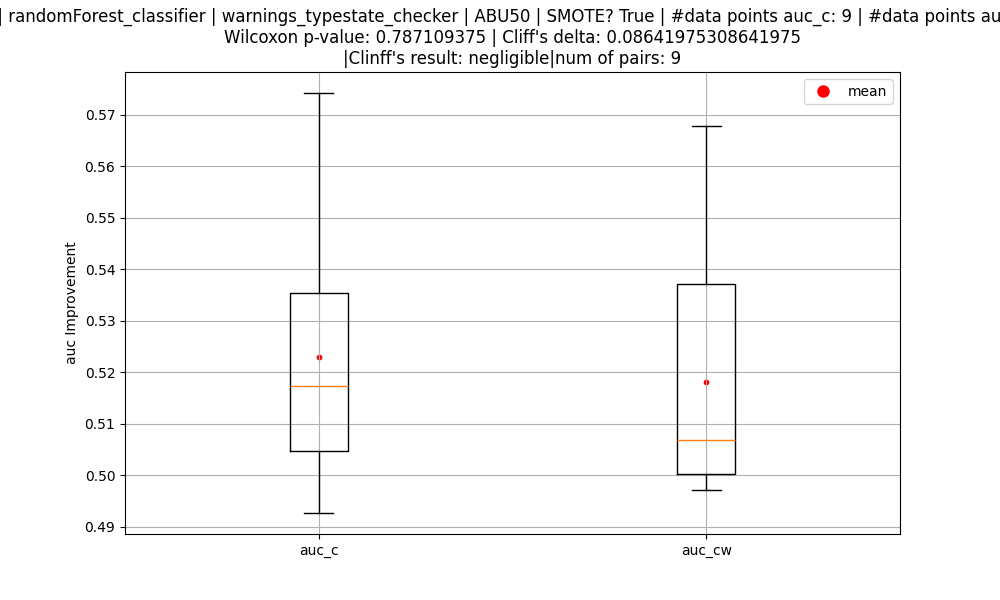 | randomForest_classifier | warnings_typestate_checker | ABU50 | SMOTE? True | #data points auc_c: 9 | #data points au
Wilcoxon p-value: 0.787109375 | Cliff's delta: 0.08641975308641975
|Clinff's result: negligible|num of pairs: 9
mean
0.57
0.56
0.55
0.54
0.53
0.52
0.51
0.50
0.49
auc Improvement
auc_c
auc_cw